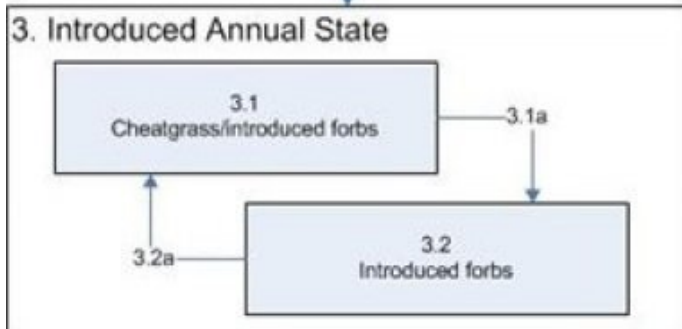 3. Introduced Annual State
3.1
Cheatgrass/introduced forbs
3.1a
3.2
Introduced forbs
3.2a